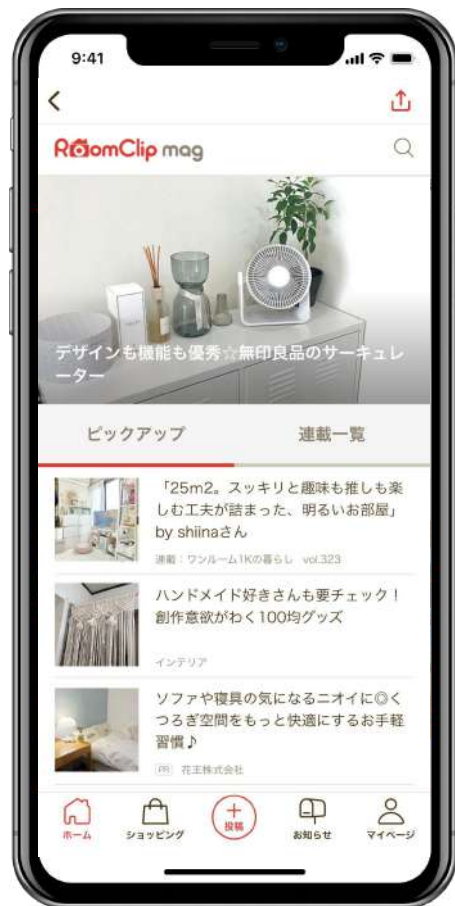 9:41
RoomClip mag
デザインも機能も優秀☆無印良品のサーキュレ
ーター
ピックアップ
連載一覧
「25m2。スッキリと趣味も推しも楽
しむ工夫が詰まった、明るいお部屋」
by shiinaさん
連載：ワンルーム1Kの暮らし vol.323
ハンドメイド好きさんも要チェック！
創作意欲がわく100均グッズ
インテリア
ソファや寝具の気になるニオイに◎く
つろぎ空間をもっと快適にするお手軽
習慣♪
PR 花王株式会社
ホーム
ショッピング
投稿
お知らせ
マイページ